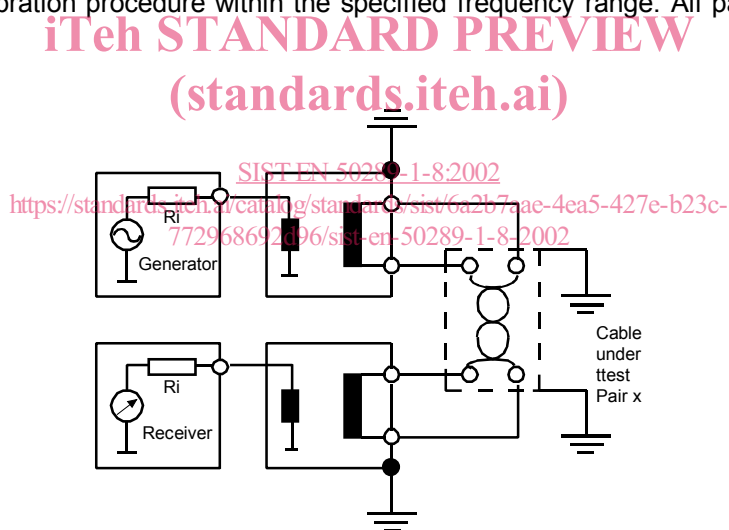 oration procedure within the specified frequency range. All pa
iTeh STANDARD PREVIEW
(standards.iteh.ai)
SIST EN 50289-1-8:2002
https://standards.iteh.ai/catalog/standards/sist/6a2b7aae-4ea5-427e-b23c-
772968692d96/sist-en-50289-1-8-2002
Ri
Generator
Cable
under
ttest
Pair x
Ri
Receiver